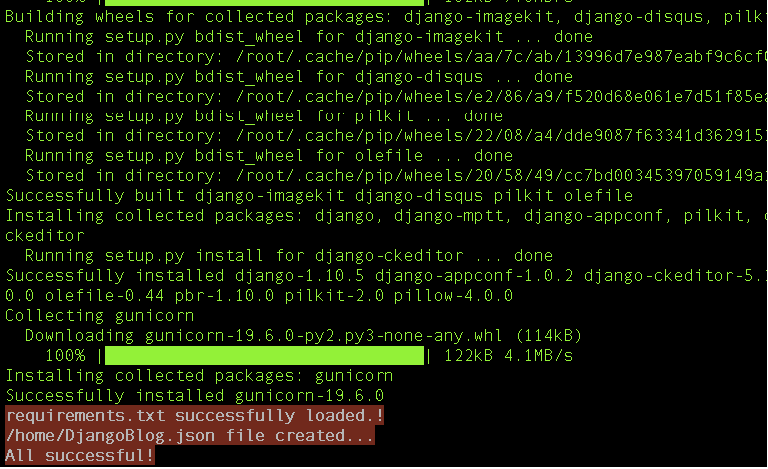 Building wheels for collected packages: django-imagekit, django-disqus,
Running setup.py bdist_wheel for django-imagekit ... done
Stored in directory: /root/.cache/pip/wheels/aa/7c/ab/13996d7e987eabf9c6cf
Running setup.py bdist_wheel for django-disqus ... done
Stored in directory: /root/.cache/pip/wheels/e2/86/a9/f520d68e061e7d51f85e
Running setup.py bdist_wheel for pilkit ... done
Stored in directory: /root/.cache/pip/wheels/22/08/a4/dde9087f63341d3629151
Running setup.py bdist_wheel for olefile ... done
Stored in directory: /root/.cache/pip/wheels/20/58/49/cc7bd00345397059149a
Successfully built django-imagekit django-disqus pilkit olefile
Installing collected packages: django, django-mptt, django-appconf, pilkit,
ckeditor
Running setup.py install for django-ckeditor ... done
Successfully installed django-1.10.5 django-appconf-1.0.2 django-ckeditor-5.
0.0 olefile-0.44 pbr-1.10.0 pilkit-2.0 pillow-4.0.0
Collecting gunicorn
Downloading gunicorn-19.6.0-py2.py3-none-any.whl (114kB)
100% || 122kB 4.1MB/s
Installing collected packages: gunicorn
Successfully installed gunicorn-19.6.0
requirements.txt successfully loaded.!
/home/DjangoBlog.json file created...
All successful!